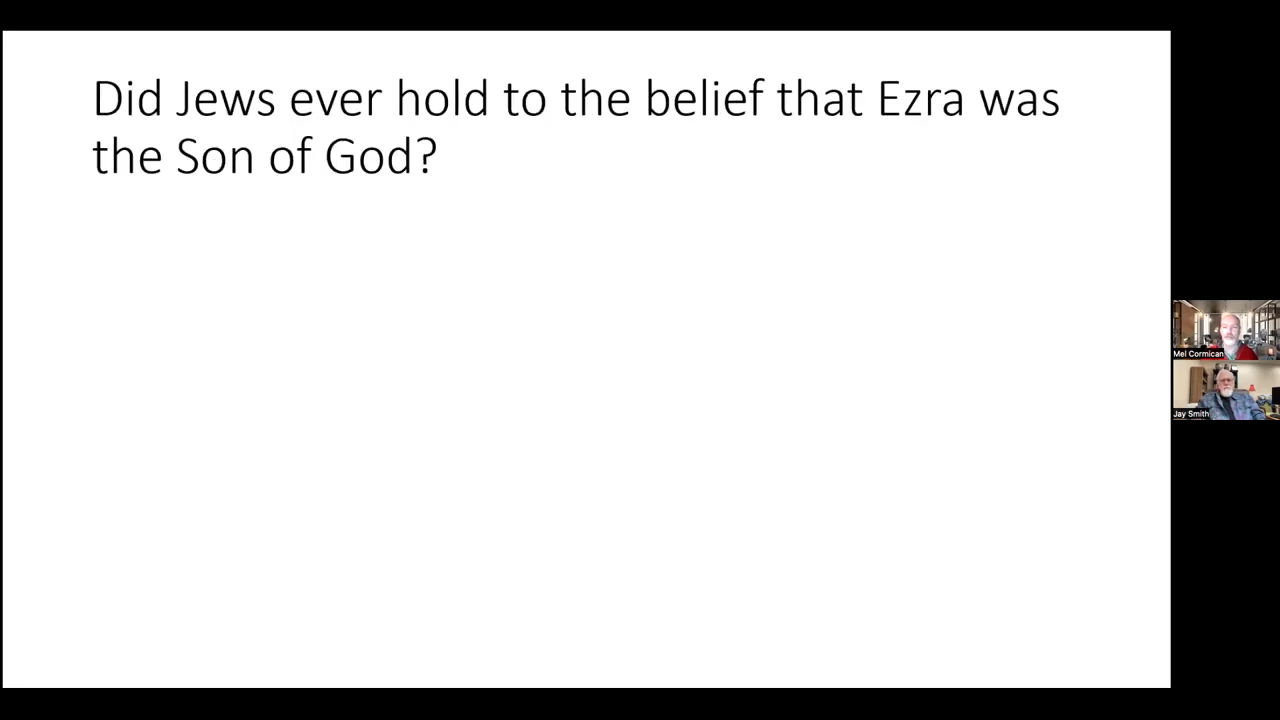 Did Jews ever hold to the belief that Ezra was
the Son of God?
Mel Cormican
Jay Smith